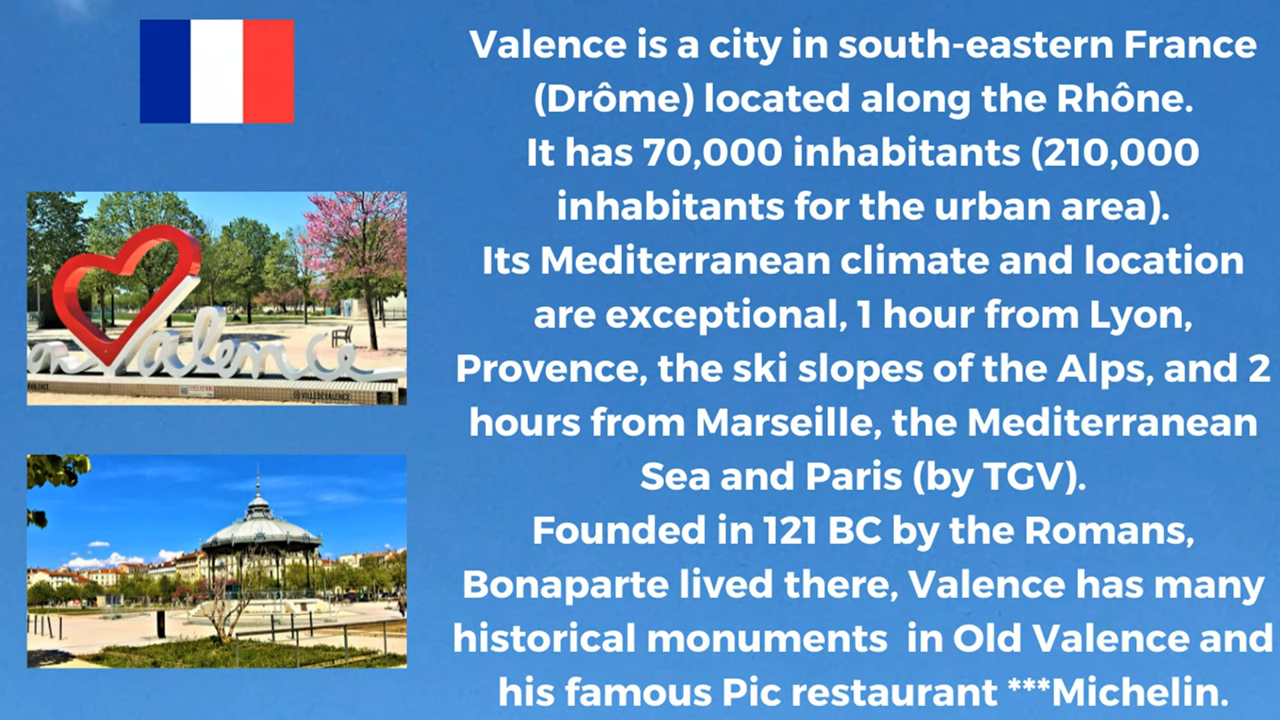 Valence is a city in south-eastern France
(Drôme) located along the Rhône.
It has 70,000 inhabitants (210,000
inhabitants for the urban area).
Its Mediterranean climate and location
are exceptional, 1 hour from Lyon,
Provence, the ski slopes of the Alps, and 2
hours from Marseille, the Mediterranean
Sea and Paris (by TGV).
Founded in 121 BC by the Romans,
Bonaparte lived there, Valence has many
historical monuments  in Old Valence and
his famous Pic restaurant ***Michelin.
Valence
VALENCE
@VILLEDEVALENCE